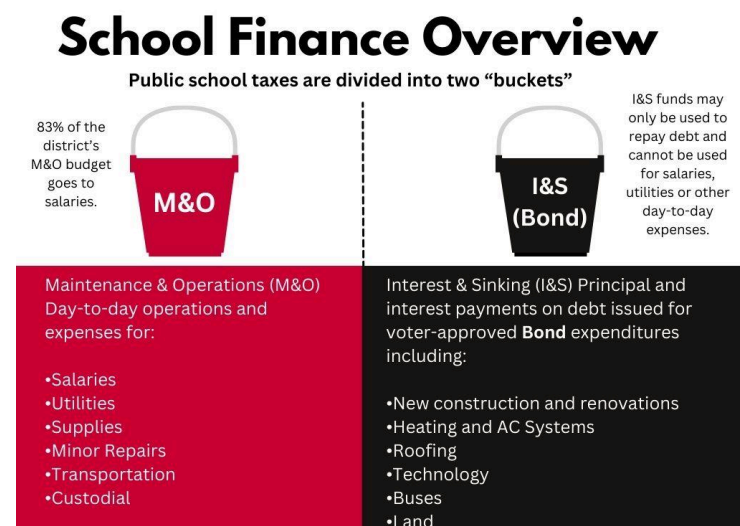 School Finance Overview
Public school taxes are divided into two “buckets”
83% of the
district's
M&O budget
goes to
salaries.
M&O
I&S
(Bond)
I&S funds may
only be used to
repay debt and
cannot be used
for salaries,
utilities or other
day-to-day
expenses.
Maintenance & Operations (M&O)
Day-to-day operations and
expenses for:
•Salaries
•Utilities
•Supplies
•Minor Repairs
•Transportation
•Custodial
Interest & Sinking (I&S) Principal and
interest payments on debt issued for
voter-approved Bond expenditures
including:
•New construction and renovations
•Heating and AC Systems
•Roofing
•Technology
•Buses
•Land